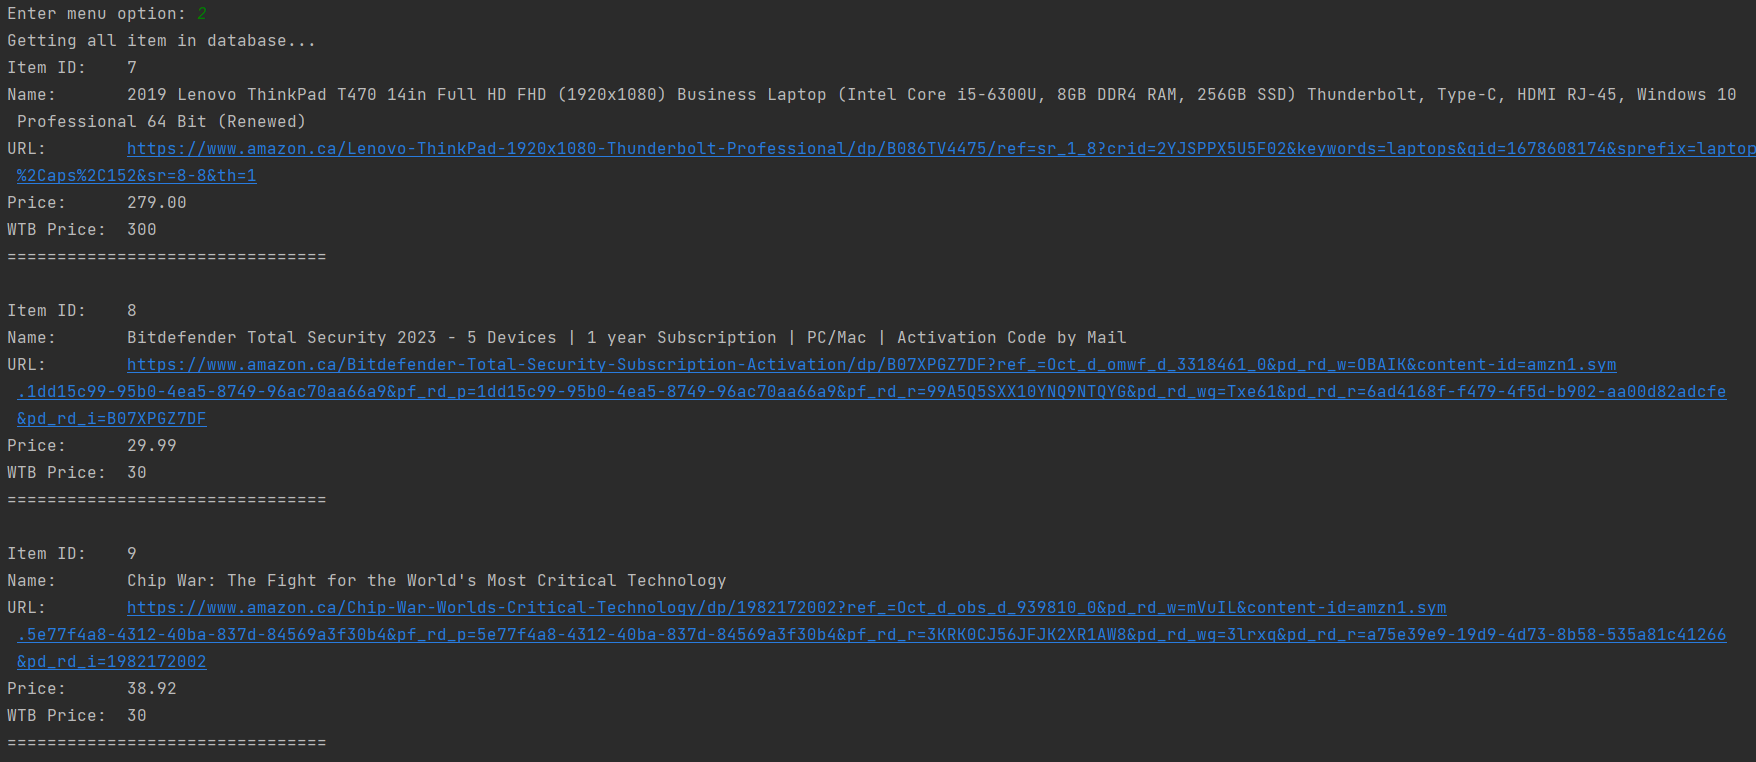 Enter menu option: 2
Getting all item in database...
Item ID:    7
Name:       2019 Lenovo ThinkPad T470 14in Full HD FHD (1920x1080) Business Laptop (Intel Core i5-6300U, 8GB DDR4 RAM, 256GB SSD) Thunderbolt, Type-C, HDMI RJ-45, Windows 10
 Professional 64 Bit (Renewed)
URL:        https://www.amazon.ca/Lenovo-ThinkPad-1920x1080-Thunderbolt-Professional/dp/B086TV4475/ref=sr_1_8?crid=2YJSPPX5U5F02&keywords=laptops&qid=1678608174&sprefix=laptop
 %2Caps%2C152&sr=8-8&th=1
Price:      279.00
WTB Price:  300
================================
Item ID:    8
Name:       Bitdefender Total Security 2023 - 5 Devices | 1 year Subscription | PC/Mac | Activation Code by Mail
URL:        https://www.amazon.ca/Bitdefender-Total-Security-Subscription-Activation/dp/B07XPGZ7DF?ref_=Oct_d_omwf_d_3318461_0&pd_rd_w=OBAIK&content-id=amzn1.sym
 .1dd15c99-95b0-4ea5-8749-96ac70aa66a9&pf_rd_p=1dd15c99-95b0-4ea5-8749-96ac70aa66a9&pf_rd_r=99A5Q5SXX10YNQ9NTQYG&pd_rd_wg=Txe61&pd_rd_r=6ad4168f-f479-4f5d-b902-aa00d82adcfe
 &pd_rd_i=B07XPGZ7DF
Price:      29.99
WTB Price:  30
================================
Item ID:    9
Name:       Chip War: The Fight for the World's Most Critical Technology
URL:        https://www.amazon.ca/Chip-War-Worlds-Critical-Technology/dp/1982172002?ref_=Oct_d_obs_d_939810_0&pd_rd_w=mVuIL&content-id=amzn1.sym
 .5e77f4a8-4312-40ba-837d-84569a3f30b4&pf_rd_p=5e77f4a8-4312-40ba-837d-84569a3f30b4&pf_rd_r=3KRK0CJ56JFJK2XR1AW8&pd_rd_wg=3lrxq&pd_rd_r=a75e39e9-19d9-4d73-8b58-535a81c41266
 &pd_rd_i=1982172002
Price:      38.92
WTB Price:  30
================================